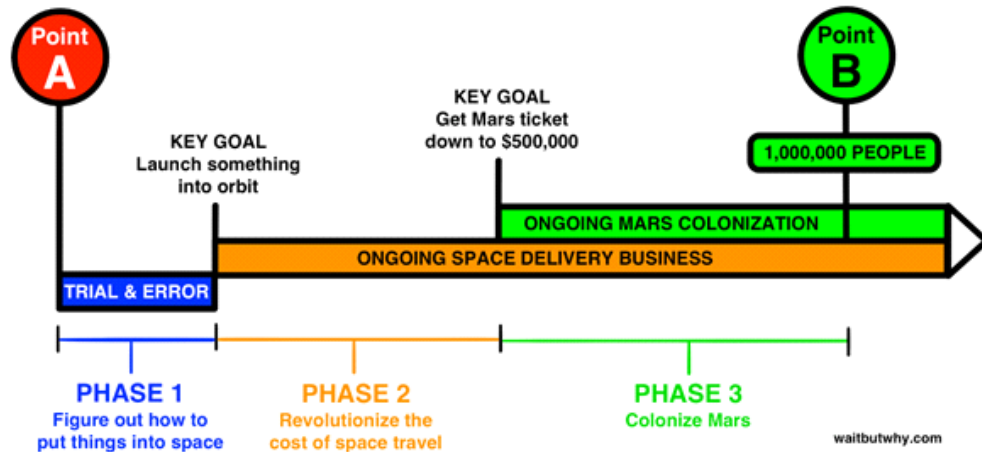 Point
A
Point
B
KEY GOAL
Launch something
into orbit
KEY GOAL
Get Mars ticket
down to $500,000
1,000,000 PEOPLE
ONGOING MARS COLONIZATION
ONGOING SPACE DELIVERY BUSINESS
TRIAL & ERROR
PHASE 1
Figure out how to
put things into space
PHASE 2
Revolutionize the
cost of space travel
PHASE 3
Colonize Mars
waitbutwhy.com